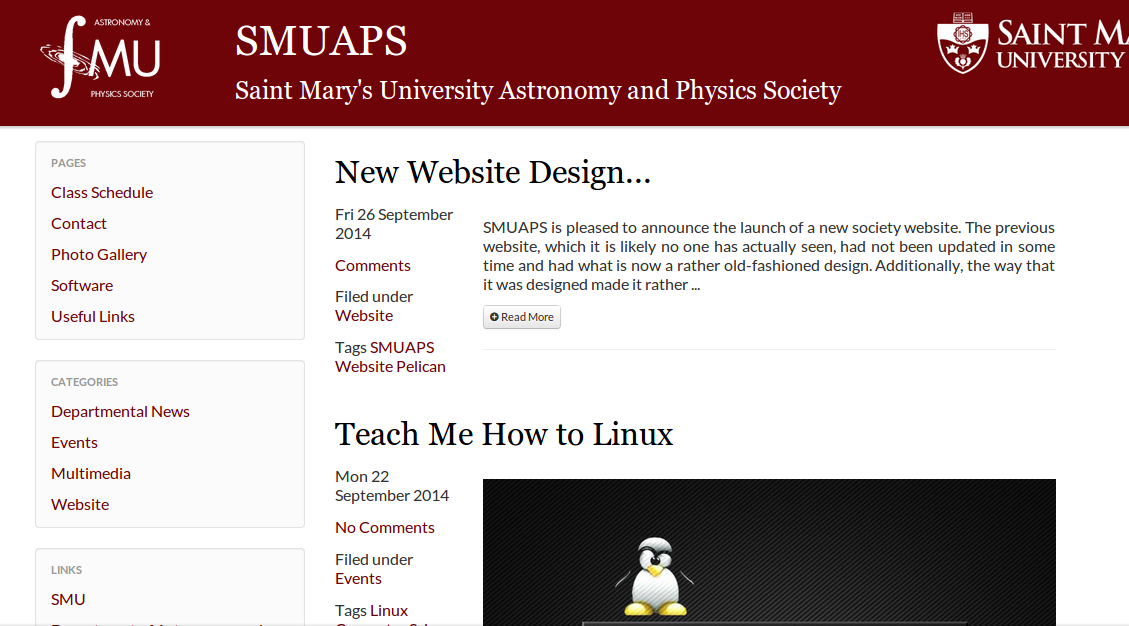 ASTRONOMY &
SMU
PHYSICS SOCIETY
SMUAPS
Saint Mary's University Astronomy and Physics Society
SAINT
UNIVERSITY
PAGES
Class Schedule
Contact
Photo Gallery
Software
Useful Links
CATEGORIES
Departmental News
Events
Multimedia
Website
LINKS
SMU
New Website Design...
Fri 26 September
2014
Comments
Filed under
Website
Tags SMUAPS
Website Pelican
SMUAPS is pleased to announce the launch of a new society website. The previous
website, which it is likely no one has actually seen, had not been updated in some
time and had what is now a rather old-fashioned design. Additionally, the way that
it was designed made it rather ...
Read More
Teach Me How to Linux
Mon 22
September 2014
No Comments
Filed under
Events
Tags Linux